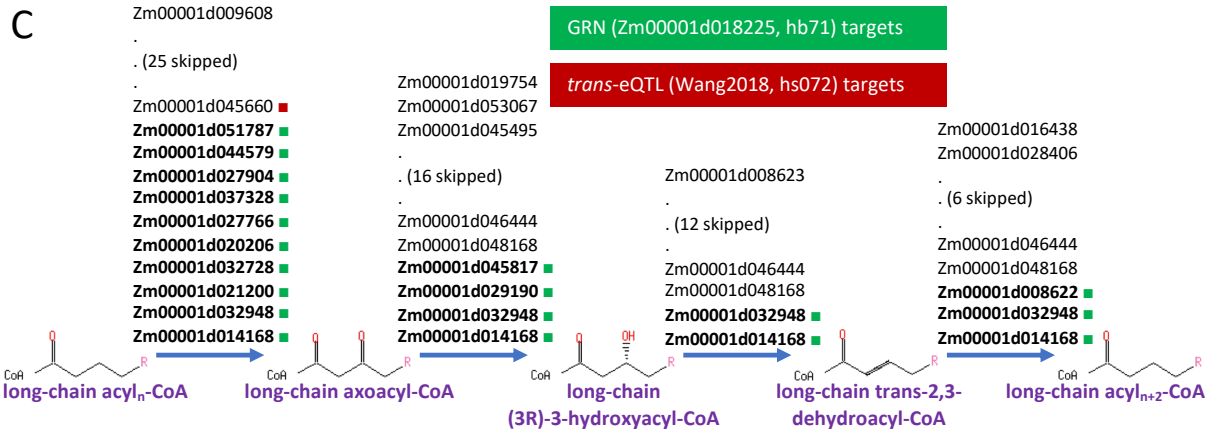 C
GRN (Zm00001d018225, hb71) targets
trans-eQTL (Wang2018, hs072) targets
Zm00001d009608
.
. (25 skipped)
.
Zm00001d045660
Zm00001d051787
Zm00001d044579
Zm00001d027904
Zm00001d037328
Zm00001d027766
Zm00001d020206
Zm00001d032728
Zm00001d021200
Zm00001d032948
Zm00001d014168
Zm00001d019754
Zm00001d053067
Zm00001d045495
.
. (16 skipped)
.
Zm00001d046444
Zm00001d048168
Zm00001d045817
Zm00001d029190
Zm00001d032948
Zm00001d014168
Zm00001d008623
.
. (12 skipped)
.
Zm00001d046444
Zm00001d048168
Zm00001d032948
Zm00001d014168
Zm00001d016438
Zm00001d028406
.
. (6 skipped)
.
Zm00001d046444
Zm00001d048168
Zm00001d008622
Zm00001d032948
Zm00001d014168
O
CoA
R
long-chain acyln-CoA
O O
CoA
R
long-chain axoacyl-CoA
O OH
CoA
R
long-chain
(3R)-3-hydroxyacyl-CoA
O
CoA
R
long-chain trans-2,3-
dehydroacyl-CoA
O
CoA
R
long-chain acyln+2-CoA